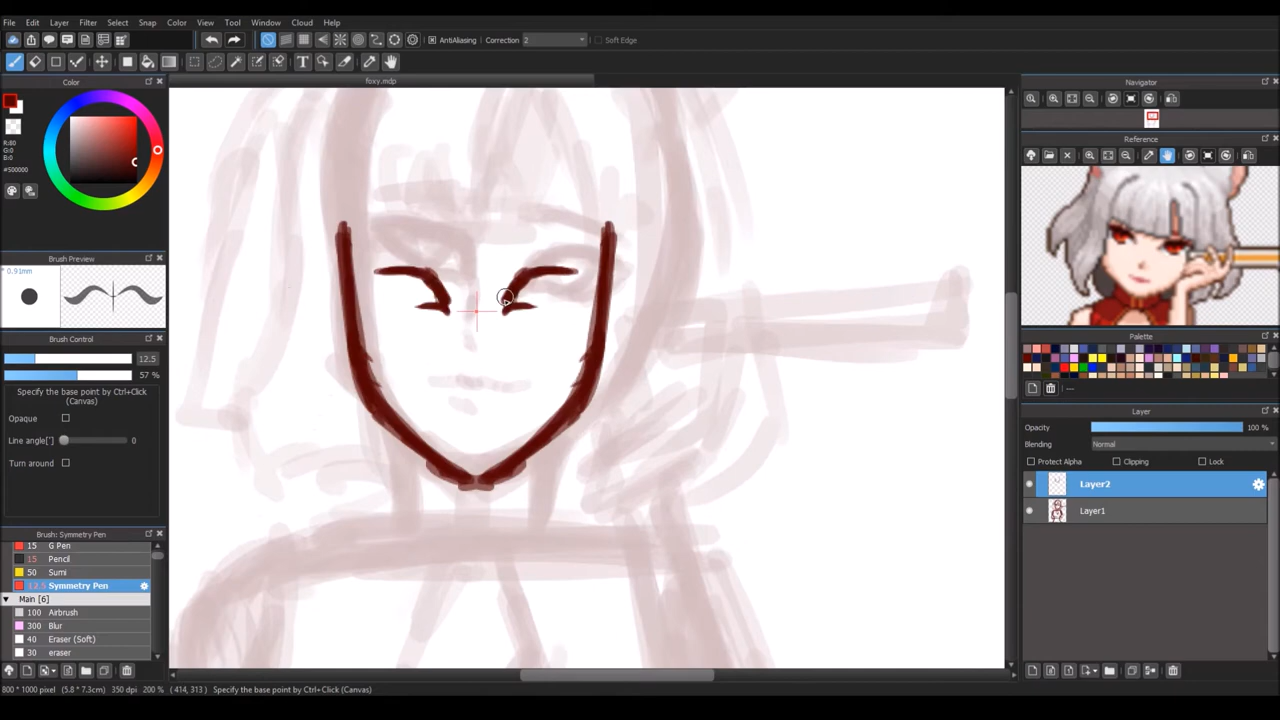 File Edit Layer Filter Select Snap Color View Tool Window Cloud Help
AntiAliasing Correction 2 Soft Edge
foxy.mdp
Color
R:80
G:0
B:0
#500000
Brush Preview
0.91mm
Brush Control
12.5
57 %
Specify the base point by Ctrl+Click
(Canvas)
Opaque
Line angle[°] 0
Turn around
Brush: Symmetry Pen
15 G Pen
15 Pencil
50 Sumi
12.5 Symmetry Pen
Main [6]
100 Airbrush
300 Blur
40 Eraser (Soft)
30 eraser
Navigator
Reference
Palette
---
Layer
Opacity 100 %
Blending Normal
Protect Alpha Clipping Lock
Layer2
Layer1
800 * 1000 pixel (5.8 * 7.3cm) 350 dpi 200 % ( 414, 313 ) Specify the base point by Ctrl+Click (Canvas)